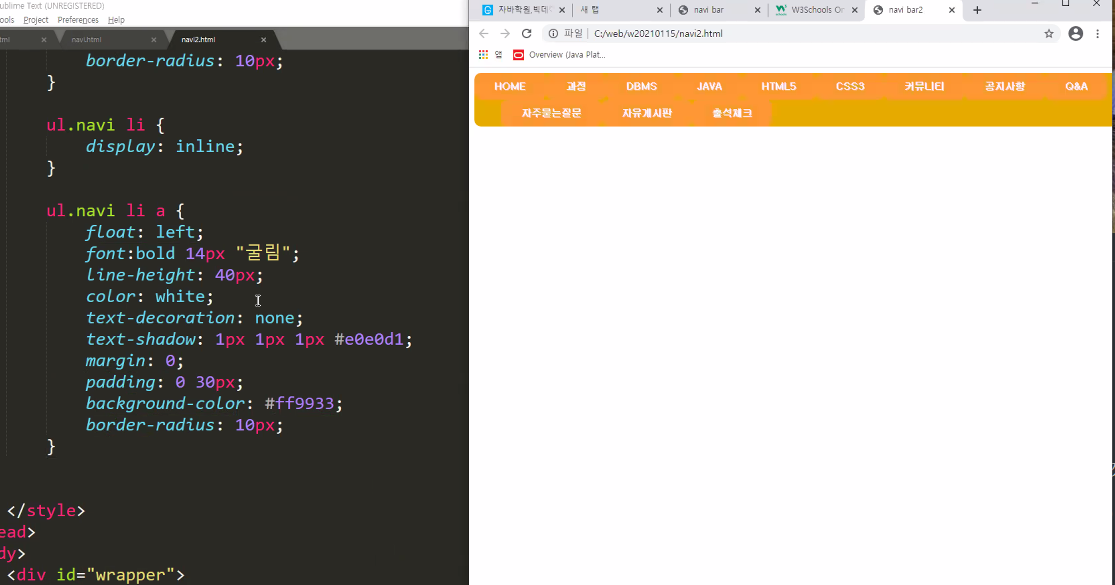 ublime Text (UNREGISTERED)
ools Project Preferences Help
tml × navi.html × navi2.html ×
border-radius: 10px;
}
ul.navi li {
display: inline;
}
ul.navi li a {
float: left;
font:bold 14px "굴림";
line-height: 40px;
color: white;
text-decoration: none;
text-shadow: 1px 1px 1px #e0e0d1;
margin: 0;
padding: 0 30px;
background-color: #ff9933;
border-radius: 10px;
}
</style>
ead>
dy>
<div id="wrapper">
자바학원,빅데 × 새 탭 × navi bar × W3Schools On × navi bar2 × +
파일 | C:/web/w20210115/navi2.html
앱 Overview (Java Plat...
HOME 과정 DBMS JAVA HTML5 CSS3 커뮤니티 공지사항 Q&A
자주묻는질문 자유게시판 출석체크